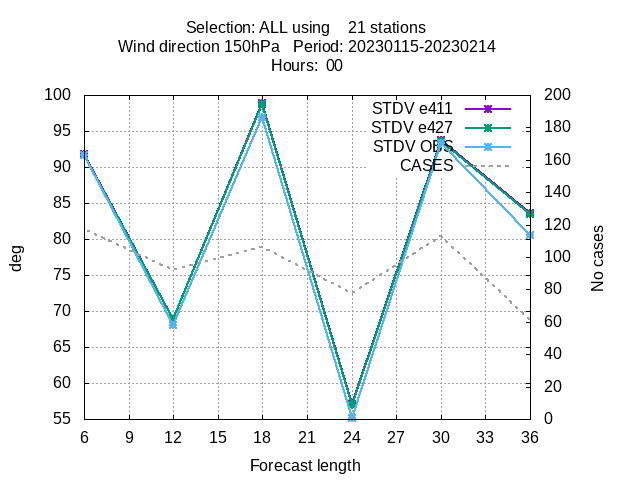 Selection: ALL using 21 stations
Wind direction 150hPa Period: 20230115-20230214
Hours: 00
100
95
90
85
80
75
70
65
60
55
deg
200
180
160
140
120
100
80
60
40
20
0
No cases
STDV e411
STDV e427
STDV OBS
CASES
6 9 12 15 18 21 24 27 30 33 36
Forecast length